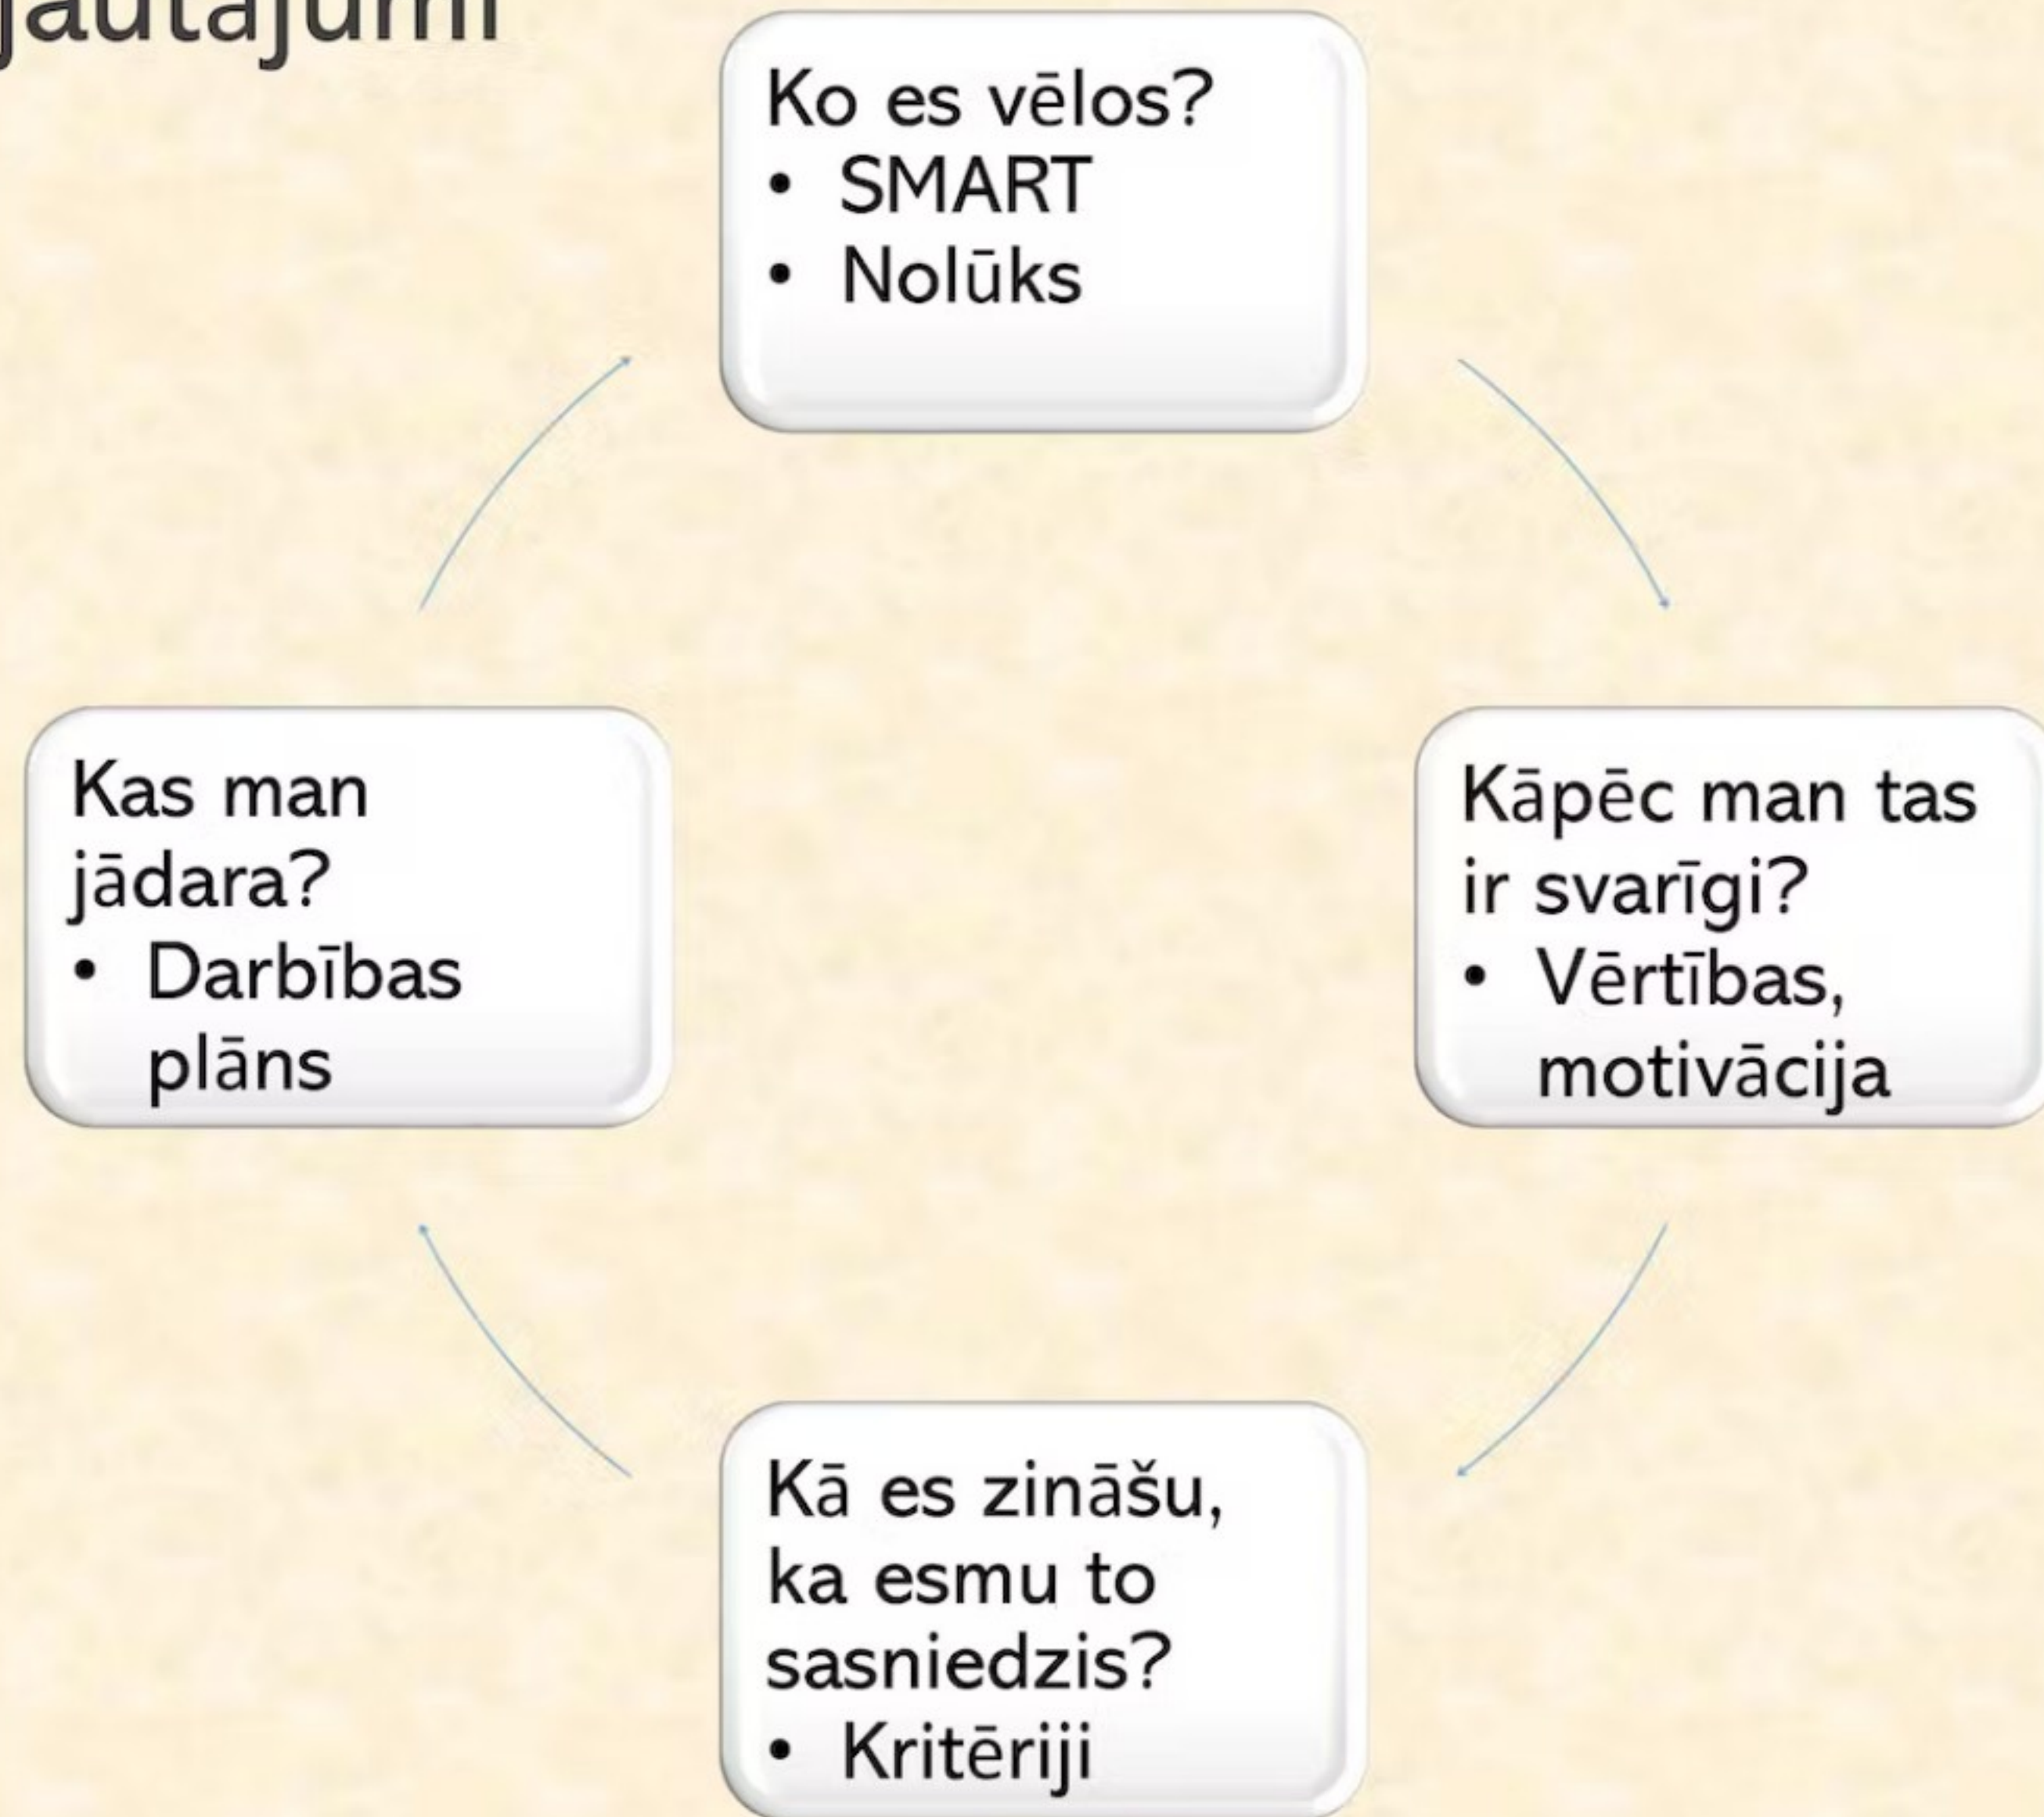 jautājumi
Ko es vēlos?
• SMART
• Nolūks
Kāpēc man tas
ir svarīgi?
• Vērtības,
motivācija
Kā es zināšu,
ka esmu to
sasniedzis?
• Kritēriji
Kas man
jādara?
• Darbības
plāns